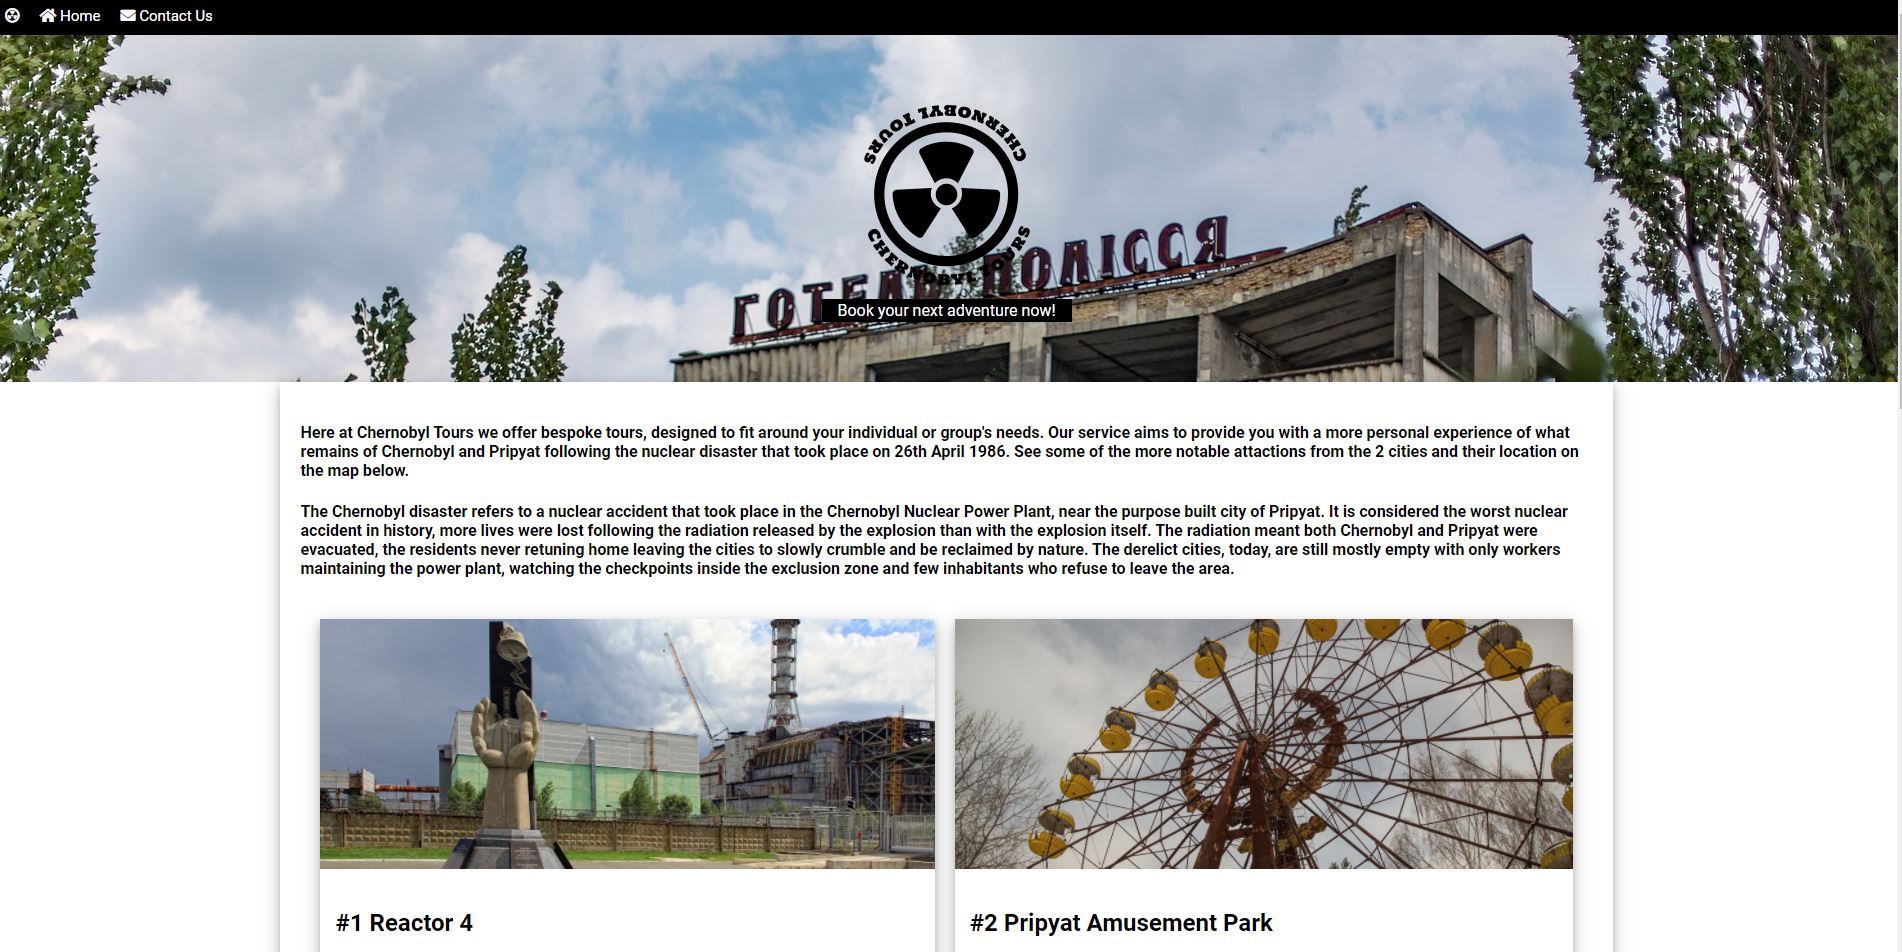 Home Contact Us
CHERNOBYL TOURS
CHERNOBYL TOURS
ГОТЕЛЬ ПОЛІССЯ
Book your next adventure now!
Here at Chernobyl Tours we offer bespoke tours, designed to fit around your individual or group's needs. Our service aims to provide you with a more personal experience of what
remains of Chernobyl and Pripyat following the nuclear disaster that took place on 26th April 1986. See some of the more notable attactions from the 2 cities and their location on
the map below.
The Chernobyl disaster refers to a nuclear accident that took place in the Chernobyl Nuclear Power Plant, near the purpose built city of Pripyat. It is considered the worst nuclear
accident in history, more lives were lost following the radiation released by the explosion than with the explosion itself. The radiation meant both Chernobyl and Pripyat were
evacuated, the residents never retuning home leaving the cities to slowly crumble and be reclaimed by nature. The derelict cities, today, are still mostly empty with only workers
maintaining the power plant, watching the checkpoints inside the exclusion zone and few inhabitants who refuse to leave the area.
#1 Reactor 4
#2 Pripyat Amusement Park